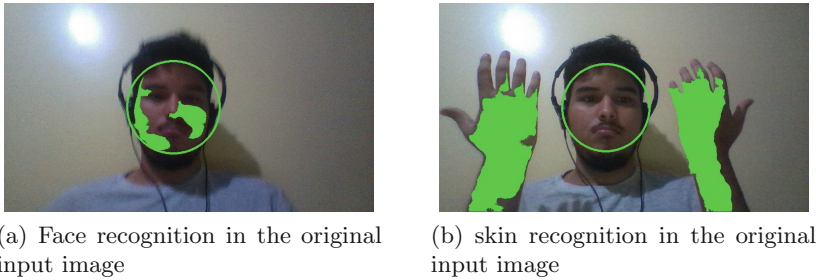 (a) Face recognition in the original
input image
(b) skin recognition in the original
input image